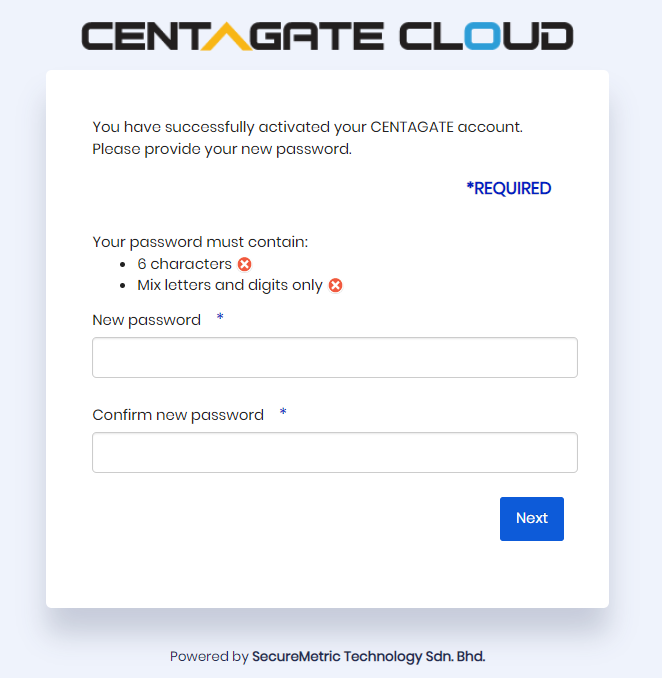 CENTAGATE CLOUD
You have successfully activated your CENTAGATE account.
Please provide your new password.
*REQUIRED
Your password must contain:
• 6 characters
• Mix letters and digits only
New password *
Confirm new password *
Next
Powered by SecureMetric Technology Sdn. Bhd.